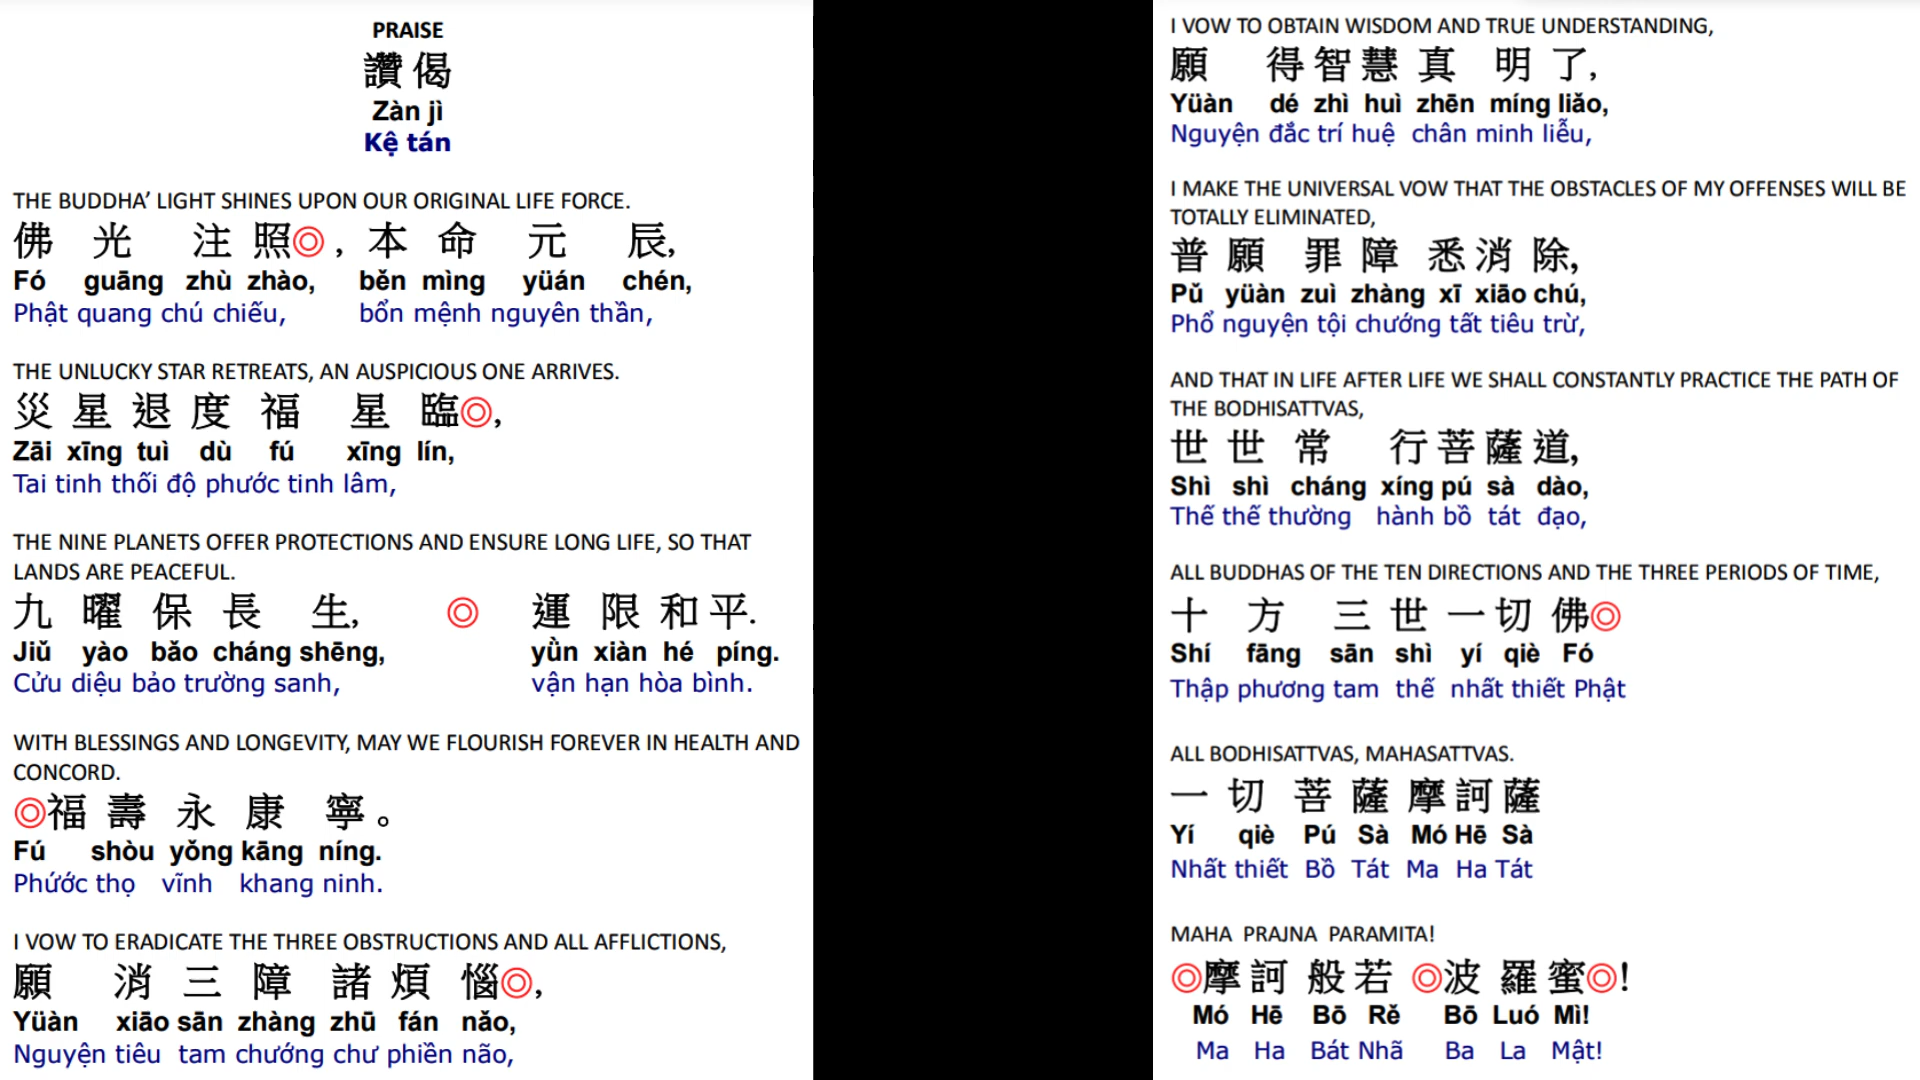 PRAISE
讚偈
Zàn jì
Kệ tán
THE BUDDHA’ LIGHT SHINES UPON OUR ORIGINAL LIFE FORCE.
佛 光 注 照◎, 本 命 元 辰,
Fó guāng zhù zhào, běn mìng yüán chén,
Phật quang chú chiếu, bổn mệnh nguyên thần,
THE UNLUCKY STAR RETREATS, AN AUSPICIOUS ONE ARRIVES.
災 星 退 度 福 星 臨◎,
Zāi xīng tuì dù fú xīng lín,
Tai tinh thối độ phước tinh lâm,
THE NINE PLANETS OFFER PROTECTIONS AND ENSURE LONG LIFE, SO THAT
LANDS ARE PEACEFUL.
九 曜 保 長 生, ◎ 運 限 和 平.
Jiǔ yào bǎo cháng shēng, yǜn xiàn hé píng.
Cửu diệu bảo trường sanh, vận hạn hòa bình.
WITH BLESSINGS AND LONGEVITY, MAY WE FLOURISH FOREVER IN HEALTH AND
CONCORD.
◎福 壽 永 康 寧。
Fú shòu yǒng kāng níng.
Phứớc thọ vĩnh khang ninh.
I VOW TO ERADICATE THE THREE OBSTRUCTIONS AND ALL AFFLICTIONS,
願 消 三 障 諸 煩 惱◎,
Yüàn xiāo sān zhàng zhū fán nǎo,
Nguyện tiêu tam chướng chư phiền não,
I VOW TO OBTAIN WISDOM AND TRUE UNDERSTANDING,
願 得 智 慧 真 明 了,
Yüàn dé zhì huì zhēn míng liǎo,
Nguyện đắc trí huệ chân minh liễu,
I MAKE THE UNIVERSAL VOW THAT THE OBSTACLES OF MY OFFENSES WILL BE
TOTALLY ELIMINATED,
普 願 罪 障 悉 消 除,
Pǔ yüàn zuì zhàng xī xiāo chú,
Phổ nguyện tội chướng tất tiêu trừ,
AND THAT IN LIFE AFTER LIFE WE SHALL CONSTANTLY PRACTICE THE PATH OF
THE BODHISATTVAS,
世 世 常 行 菩 薩 道,
Shì shì cháng xíng pú sà dào,
Thế thế thường hành bồ tát đạo,
ALL BUDDHAS OF THE TEN DIRECTIONS AND THE THREE PERIODS OF TIME,
十 方 三 世 一 切 佛◎
Shí fāng sān shì yí qiè Fó
Thập phương tam thế nhất thiết Phật
ALL BODHISATTVAS, MAHASATTVAS.
一 切 菩 薩 摩 訶 薩
Yí qiè Pú Sà Mó Hē Sà
Nhất thiết Bồ Tát Ma Ha Tát
MAHA PRAJNA PARAMITA!
◎摩 訶 般 若 ◎波 羅 蜜◎!
Mó Hē Bō Rě Bō Luó Mì!
Ma Ha Bát Nhã Ba La Mật!